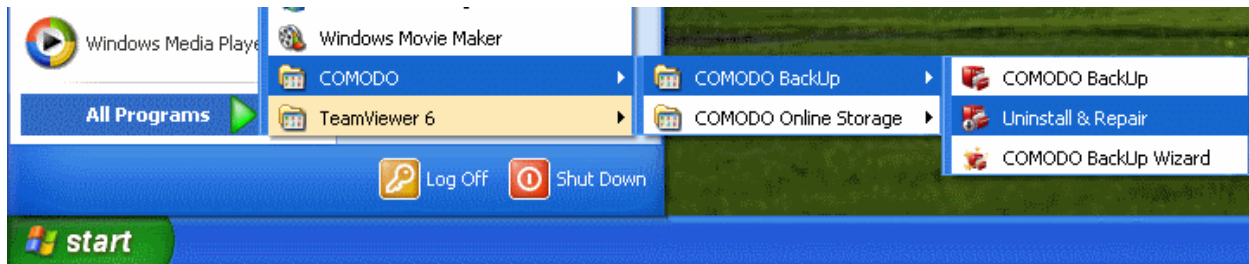 Windows Media Playe
Windows Movie Maker
COMODO
COMODO BackUp
COMODO BackUp
All Programs
TeamViewer 6
COMODO Online Storage
Uninstall & Repair
COMODO BackUp Wizard
Log Off
Shut Down
start